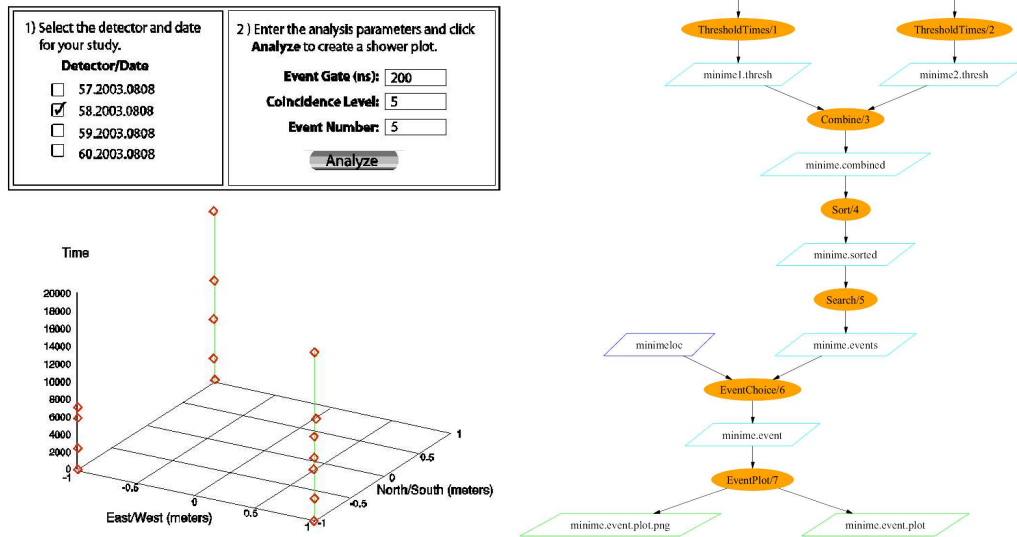 1) Select the detector and date
for your study.
Detector/Date
57.2003.0808
58.2003.0808
59.2003.0808
60.2003.0808
2 ) Enter the analysis parameters and click
Analyze to create a shower plot.
Event Gate (ns): 200
Coincidence Level: 5
Event Number: 5
Analyze
Time
20000
18000
16000
14000
12000
10000
8000
6000
4000
2000
0
-1
-0.5
0
0.5
1
East/West (meters)
-1
-0.5
0
0.5
1
North/South (meters)
ThresholdTimes/1
ThresholdTimes/2
minime1.thresh
minime2.thresh
Combine/3
minime.combined
Sort/4
minime.sorted
Search/5
minimeloc
minime.events
EventChoice/6
minime.event
EventPlot/7
minime.event.plot.png
minime.event.plot